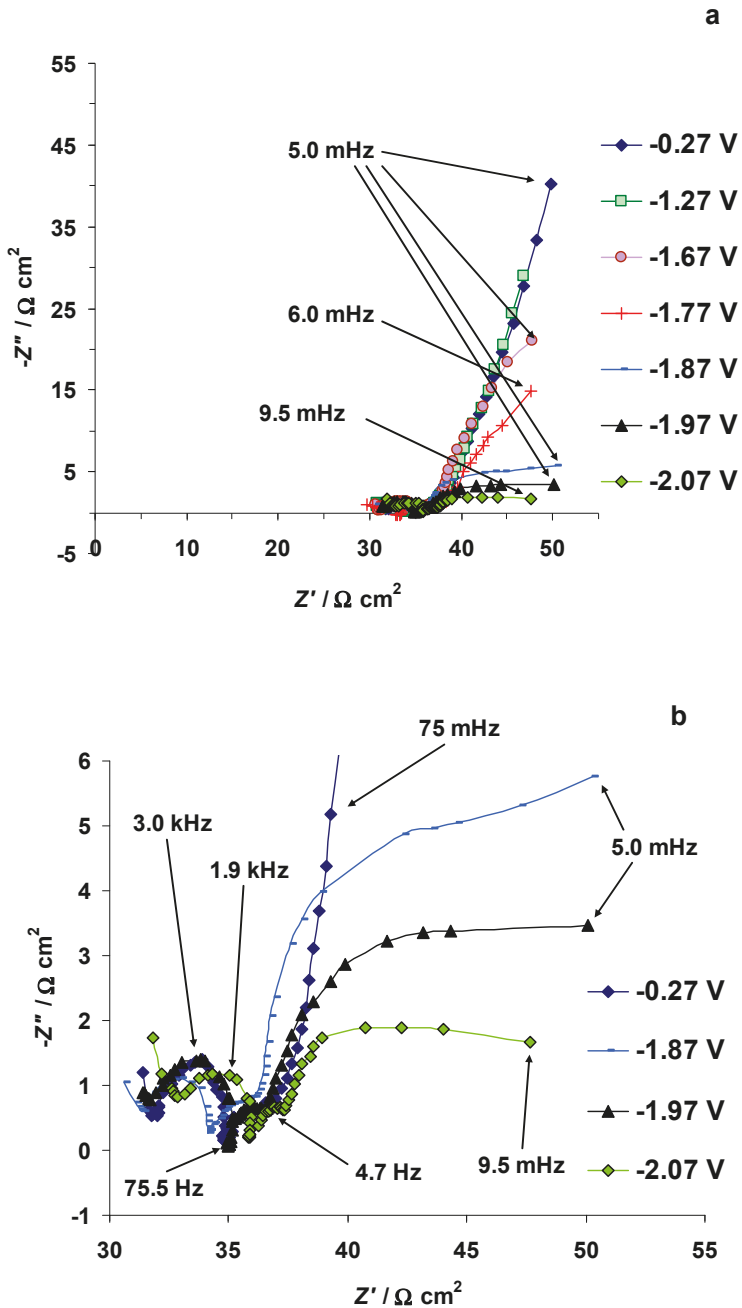 a
55
45
35
25
15
5
-5
0
10
20
30
40
50
-Z" / Ω cm²
Z' / Ω cm²
5.0 mHz
6.0 mHz
9.5 mHz
-0.27 V
-1.27 V
-1.67 V
-1.77 V
-1.87 V
-1.97 V
-2.07 V
b
6
5
4
3
2
1
0
-1
30
35
40
45
50
55
-Z" / Ω cm²
Z' / Ω cm²
75 mHz
3.0 kHz
1.9 kHz
5.0 mHz
75.5 Hz
4.7 Hz
9.5 mHz
-0.27 V
-1.87 V
-1.97 V
-2.07 V